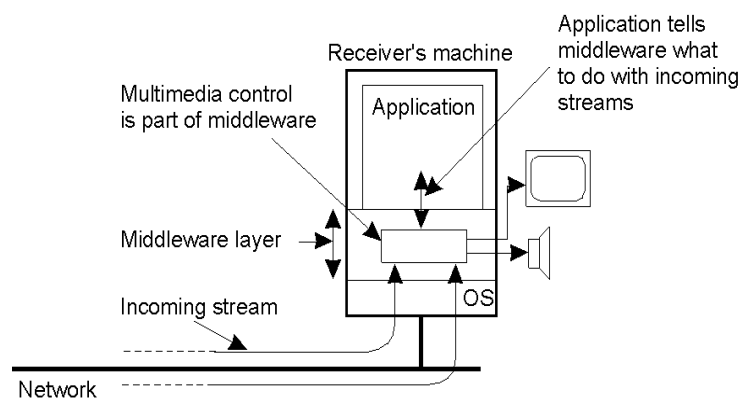 Receiver's machine
Application tells
middleware what
to do with incoming
streams
Multimedia control
is part of middleware
Application
Middleware layer
OS
Incoming stream
Network